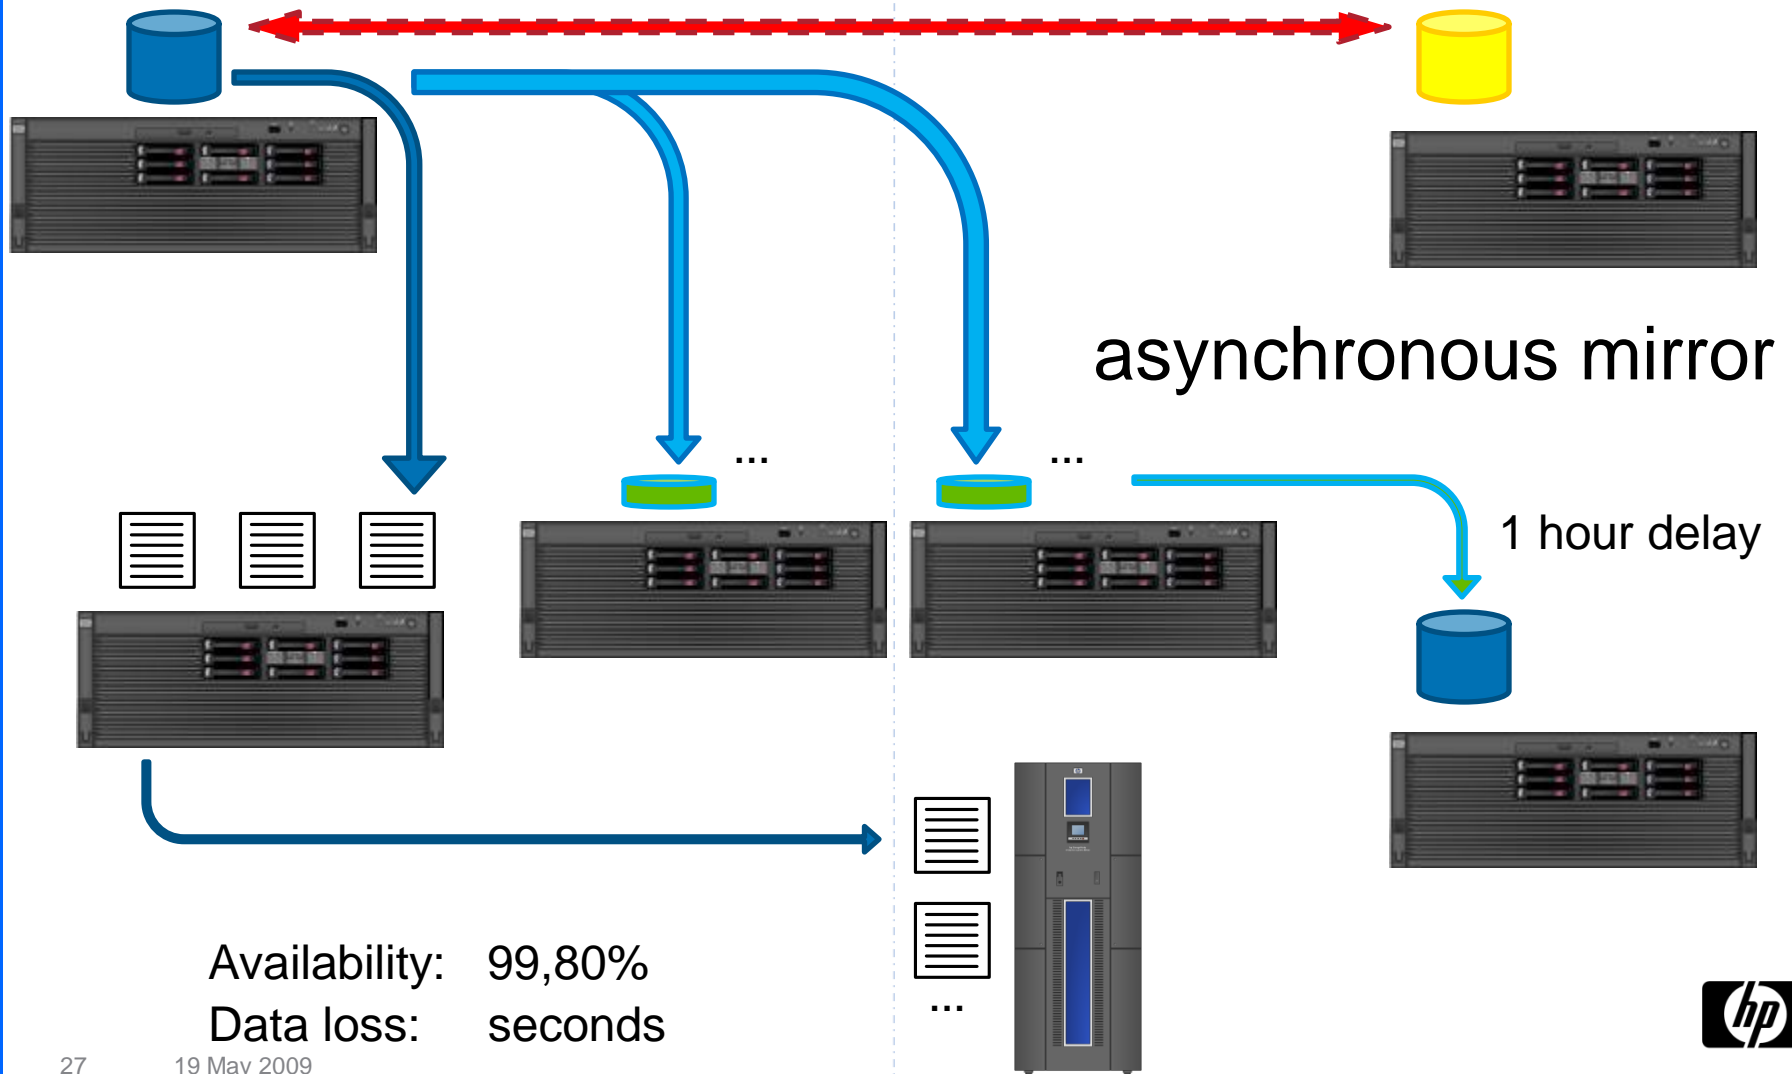 asynchronous mirror
...
...
1 hour delay
Availability: 99,80%
Data loss: seconds
...
27 19 May 2009
hp